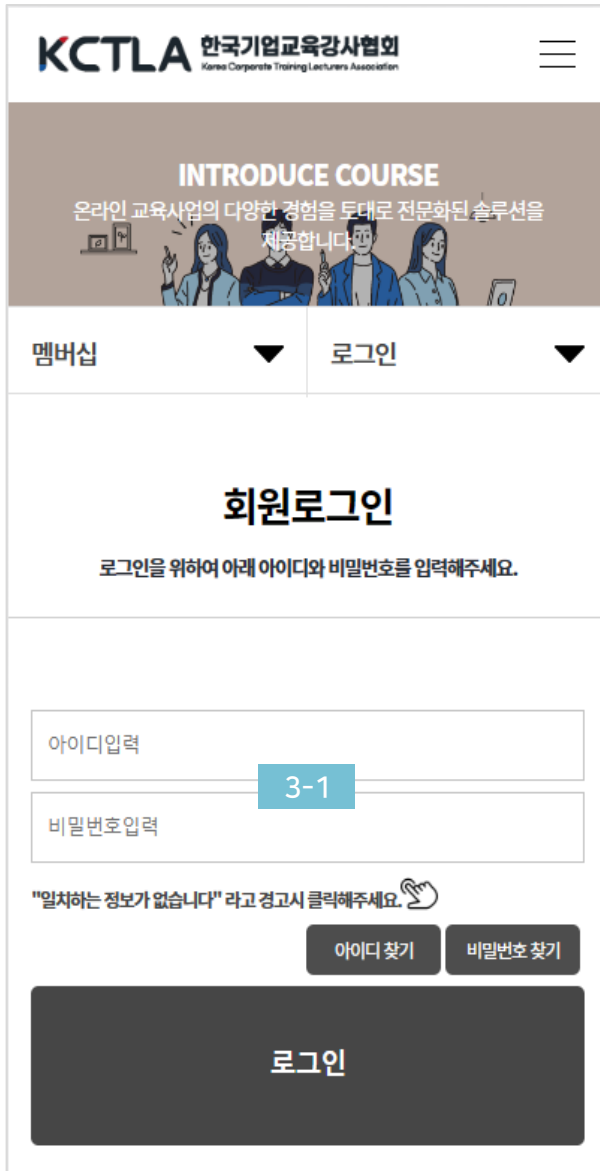 KCTLA 한국기업교육강사협회
Korea Corporate Training Lecturers Association
INTRODUCE COURSE
온라인 교육사업의 다양한 경험을 토대로 전문화된 솔루션을
제공합니다.
멤버십
로그인
회원로그인
로그인을 위하여 아래 아이디와 비밀번호를 입력해주세요.
아이디입력
3-1
비밀번호입력
"일치하는 정보가 없습니다" 라고 경고시 클릭해주세요.
아이디 찾기
비밀번호 찾기
로그인